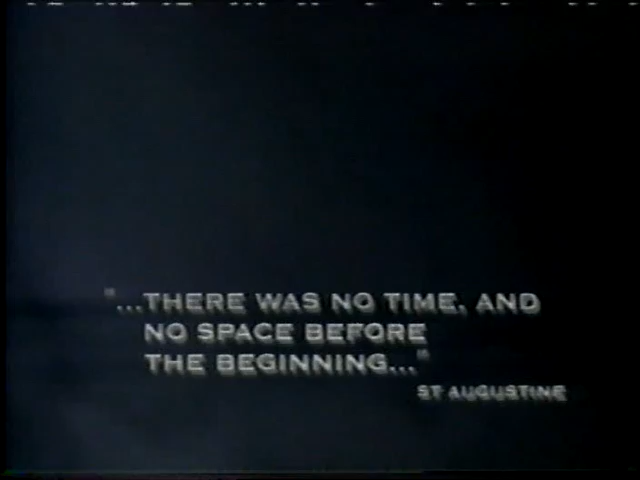 "...THERE WAS NO TIME, AND
NO SPACE BEFORE
THE BEGINNING..."
ST AUGUSTINE